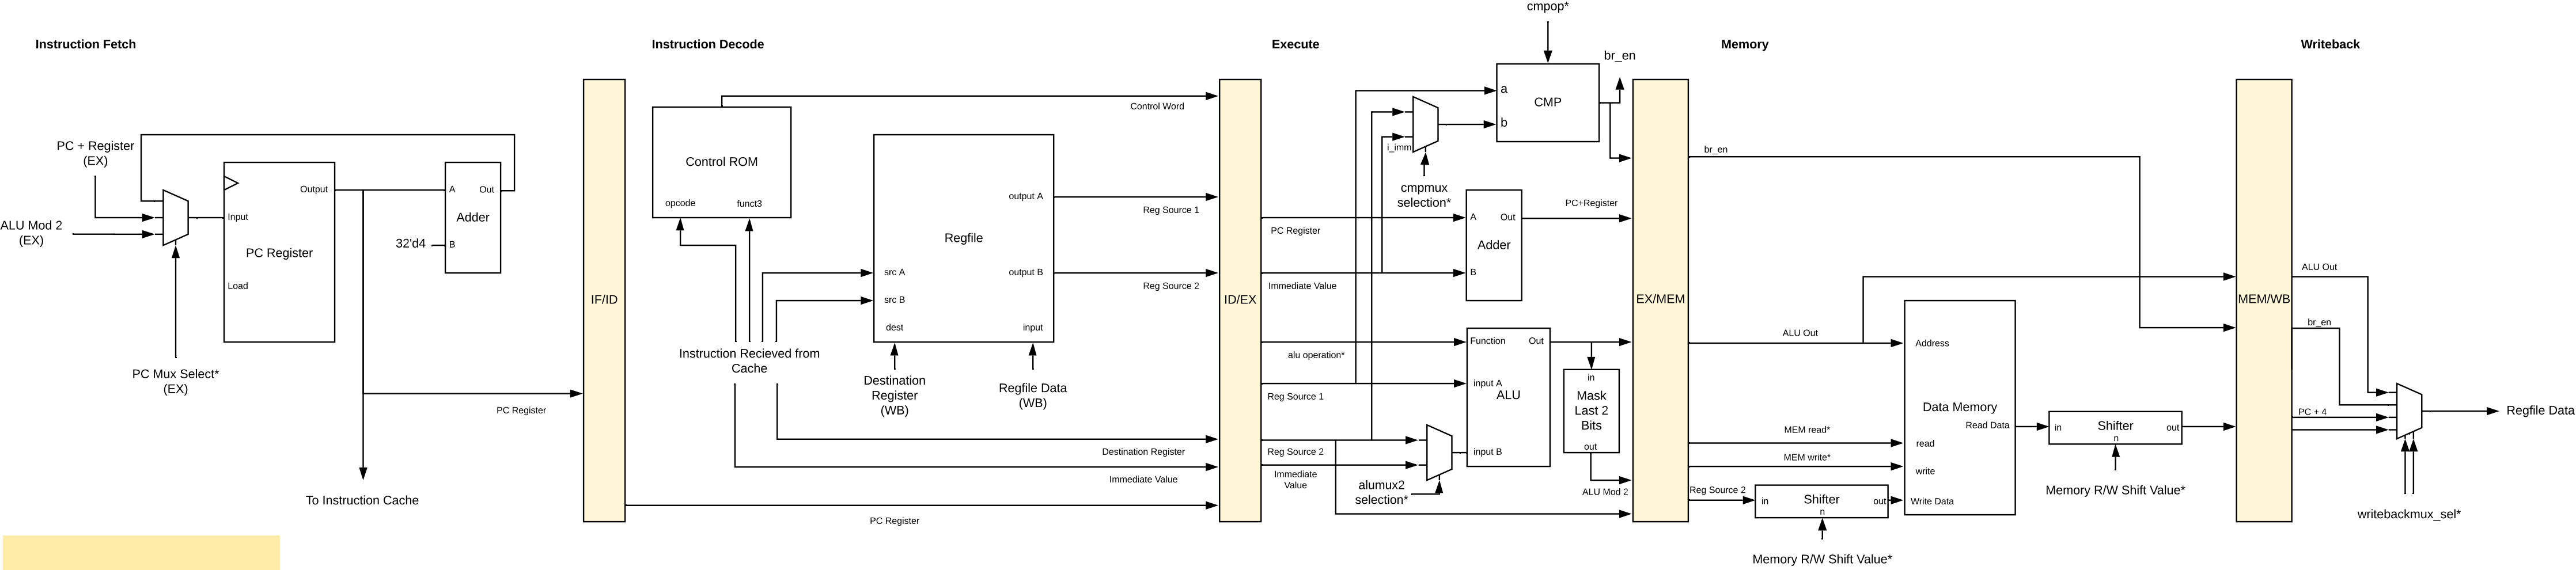 cmpop*
Instruction Fetch
Instruction Decode
Execute
Memory
Writeback
PC + Register
(EX)
ALU Mod 2
(EX)
Output
Input
PC Register
Load
A
Out
Adder
32'd4
B
PC Mux Select*
(EX)
To Instruction Cache
PC Register
IF/ID
Control ROM
opcode
funct3
Control Word
Regfile
output A
output B
src A
src B
dest
input
Reg Source 1
Reg Source 2
Instruction Recieved from
Cache
Destination
Register
(WB)
Regfile Data
(WB)
Destination Register
Immediate Value
PC Register
ID/EX
br_en
a
CMP
b
i_imm
cmpmux
selection*
PC Register
Immediate Value
A
Out
Adder
B
PC+Register
alu operation*
Function
Out
input A
ALU
input B
Reg Source 1
Reg Source 2
Immediate
Value
alumux2
selection*
in
Mask
Last 2
Bits
out
ALU Mod 2
EX/MEM
br_en
ALU Out
MEM read*
MEM write*
Reg Source 2
in
Shifter
out
n
Memory R/W Shift Value*
Address
Data Memory
Read Data
read
write
Write Data
in
Shifter
out
n
Memory R/W Shift Value*
MEM/WB
ALU Out
br_en
PC + 4
Regfile Data
writebackmux_sel*